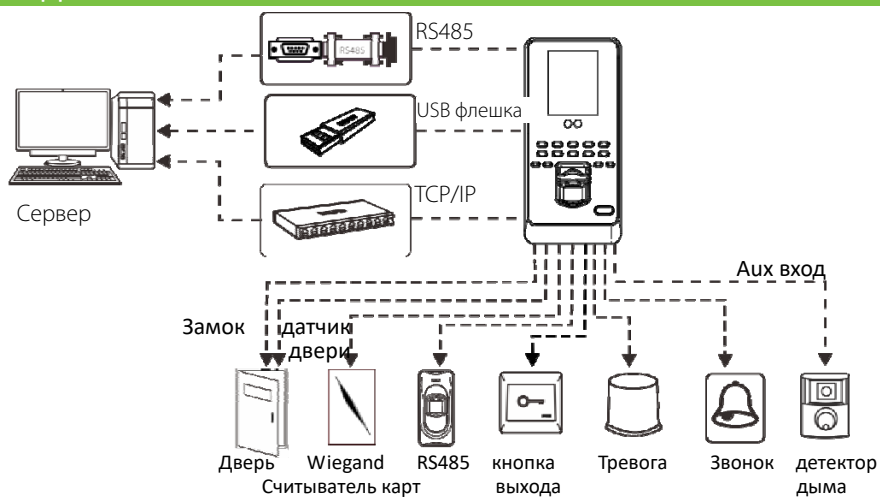 RS485
RS485
USB флешка
TCP/IP
Сервер
Aux вход
Замок
датчик
двери
Дверь
Wiegand
RS485
кнопка
Тревога
Звонок
детектор
Считыватель карт
выхода
дыма